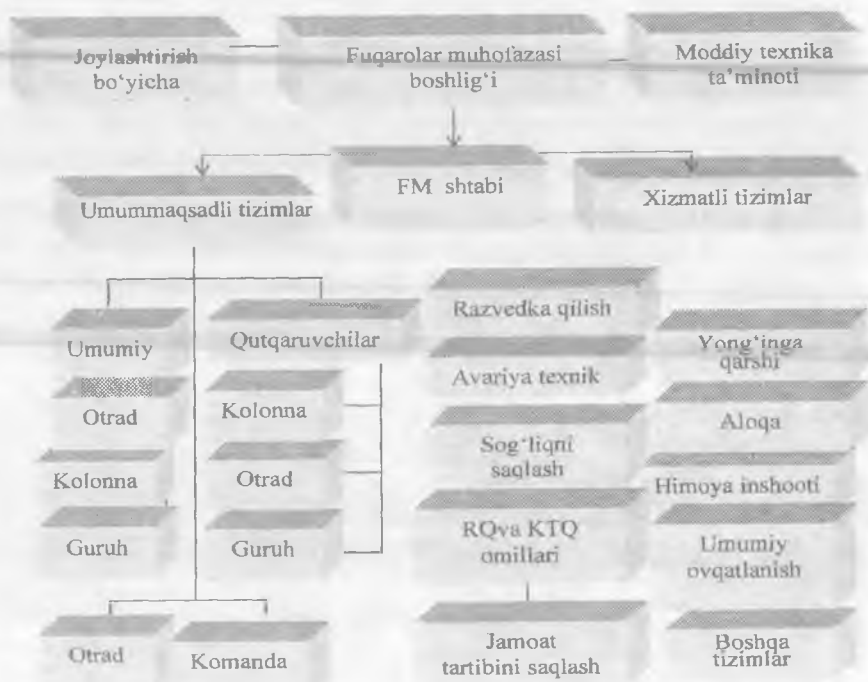 Joylashtirish
bo‘yicha
Fuqarolar muhofazasi
boshlig‘i
Moddiy texnika
ta’minoti
Umummaqsadli tizimlar
FM shtabi
Xizmatli tizimlar
Umumiy
Otrad
Kolonna
Guruh
Qutqaruvchilar
Kolonna
Otrad
Guruh
Otrad
Komanda
Razvedka qilish
Avariya texnik
Sog‘liqni
saqlash
RQva KTQ
omillari
Jamoat
tartibini saqlash
Yong‘inga
qarshi
Aloqa
Himoya inshooti
Umumiy
ovqatlanish
Boshqa
tizimlar